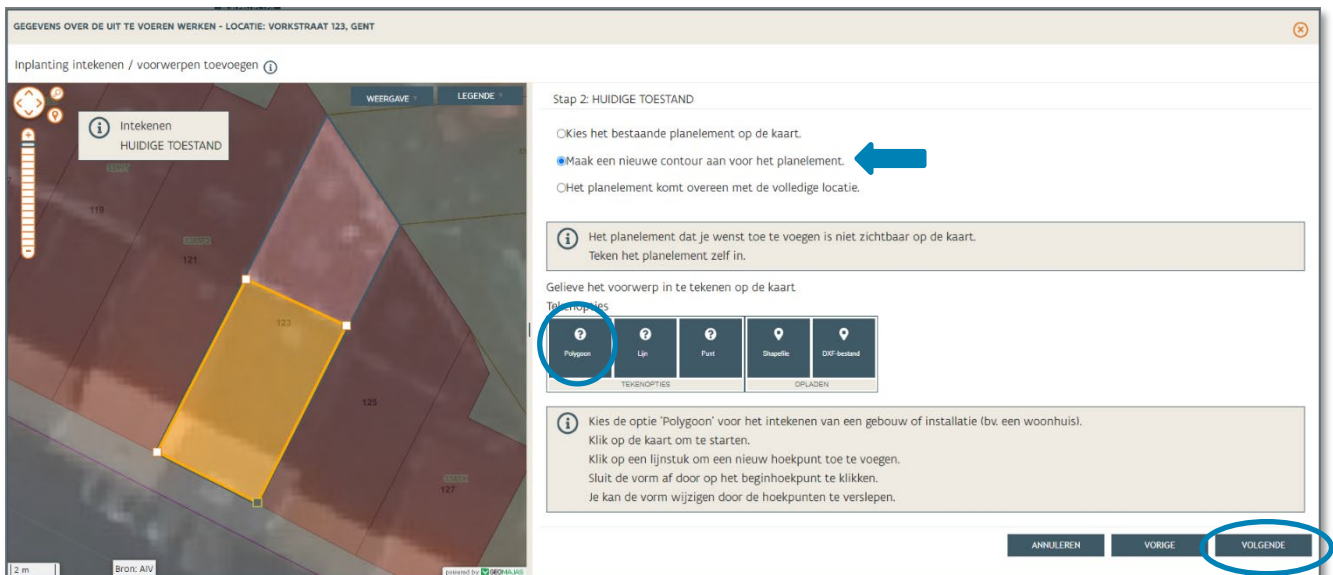 GEGEVENS OVER DE UIT TE VOEREN WERKEN - LOCATIE: VORKSTRAAT 123, GENT
Inplanting intekenen / voorwerpen toevoegen
WEERGAVE
LEGENDE
Intekenen
HUIDIGE TOESTAND
119
121
123
125
127
2 m
Bron: AIV
powered by GEOMAJAS
Stap 2: HUIDIGE TOESTAND
Kies het bestaande planelement op de kaart.
Maak een nieuwe contour aan voor het planelement.
Het planelement komt overeen met de volledige locatie.
Het planelement dat je wenst toe te voegen is niet zichtbaar op de kaart.
Teken het planelement zelf in.
Gelieve het voorwerp in te tekenen op de kaart
Tekenopties
Polygoon Lijn Punt Shapefile DXF-bestand
TEKENOPTIES OPLADEN
Kies de optie 'Polygoon' voor het intekenen van een gebouw of installatie (bv. een woonhuis).
Klik op de kaart om te starten.
Klik op een lijnstuk om een nieuw hoekpunt toe te voegen.
Sluit de vorm af door op het beginhoekpunt te klikken.
Je kan de vorm wijzigen door de hoekpunten te verslepen.
ANNULEREN VORIGE VOLGENDE